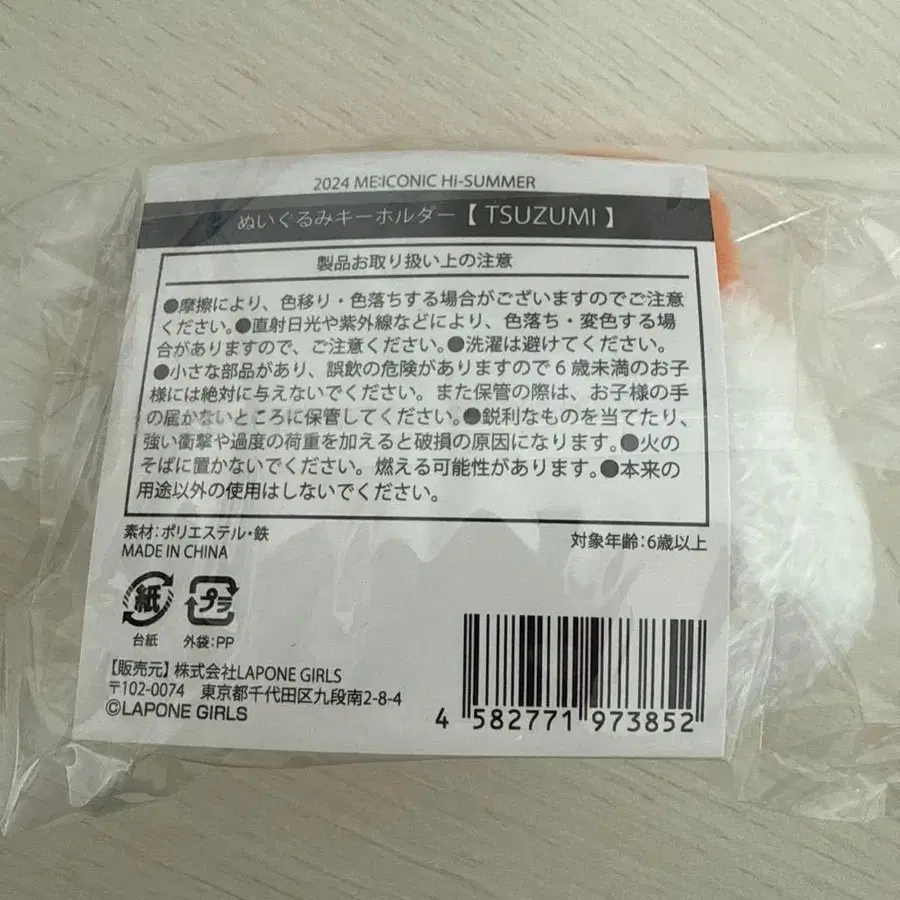 2024 ME:ICONIC Hi-SUMMER
ぬいぐるみキーホルダー【 TSUZUMI 】
製品お取り扱い上の注意
●摩擦により、色移り・色落ちする場合がございますのでご注意
ください。●直射日光や紫外線などにより、色落ち・変色する場
合がありますので、ご注意ください。●洗濯は避けてください。
●小さな部品があり、誤飲の危険がありますので6歳未満のお子
様には絶対に与えないでください。また保管の際は、お子様の手
の届かないところに保管してください。●鋭利なものを当てたり、
強い衝撃や過度の荷重を加えると破損の原因になります。●火の
そばに置かないでください。燃える可能性があります。●本来の
用途以外の使用はしないでください。
素材:ポリエステル・鉄
対象年齢:6歳以上
MADE IN CHINA
紙
プラ
台紙
外袋:PP
【販売元】株式会社LAPONE GIRLS
〒102-0074 東京都千代田区九段南2-8-4
©LAPONE GIRLS
4 582771 973852